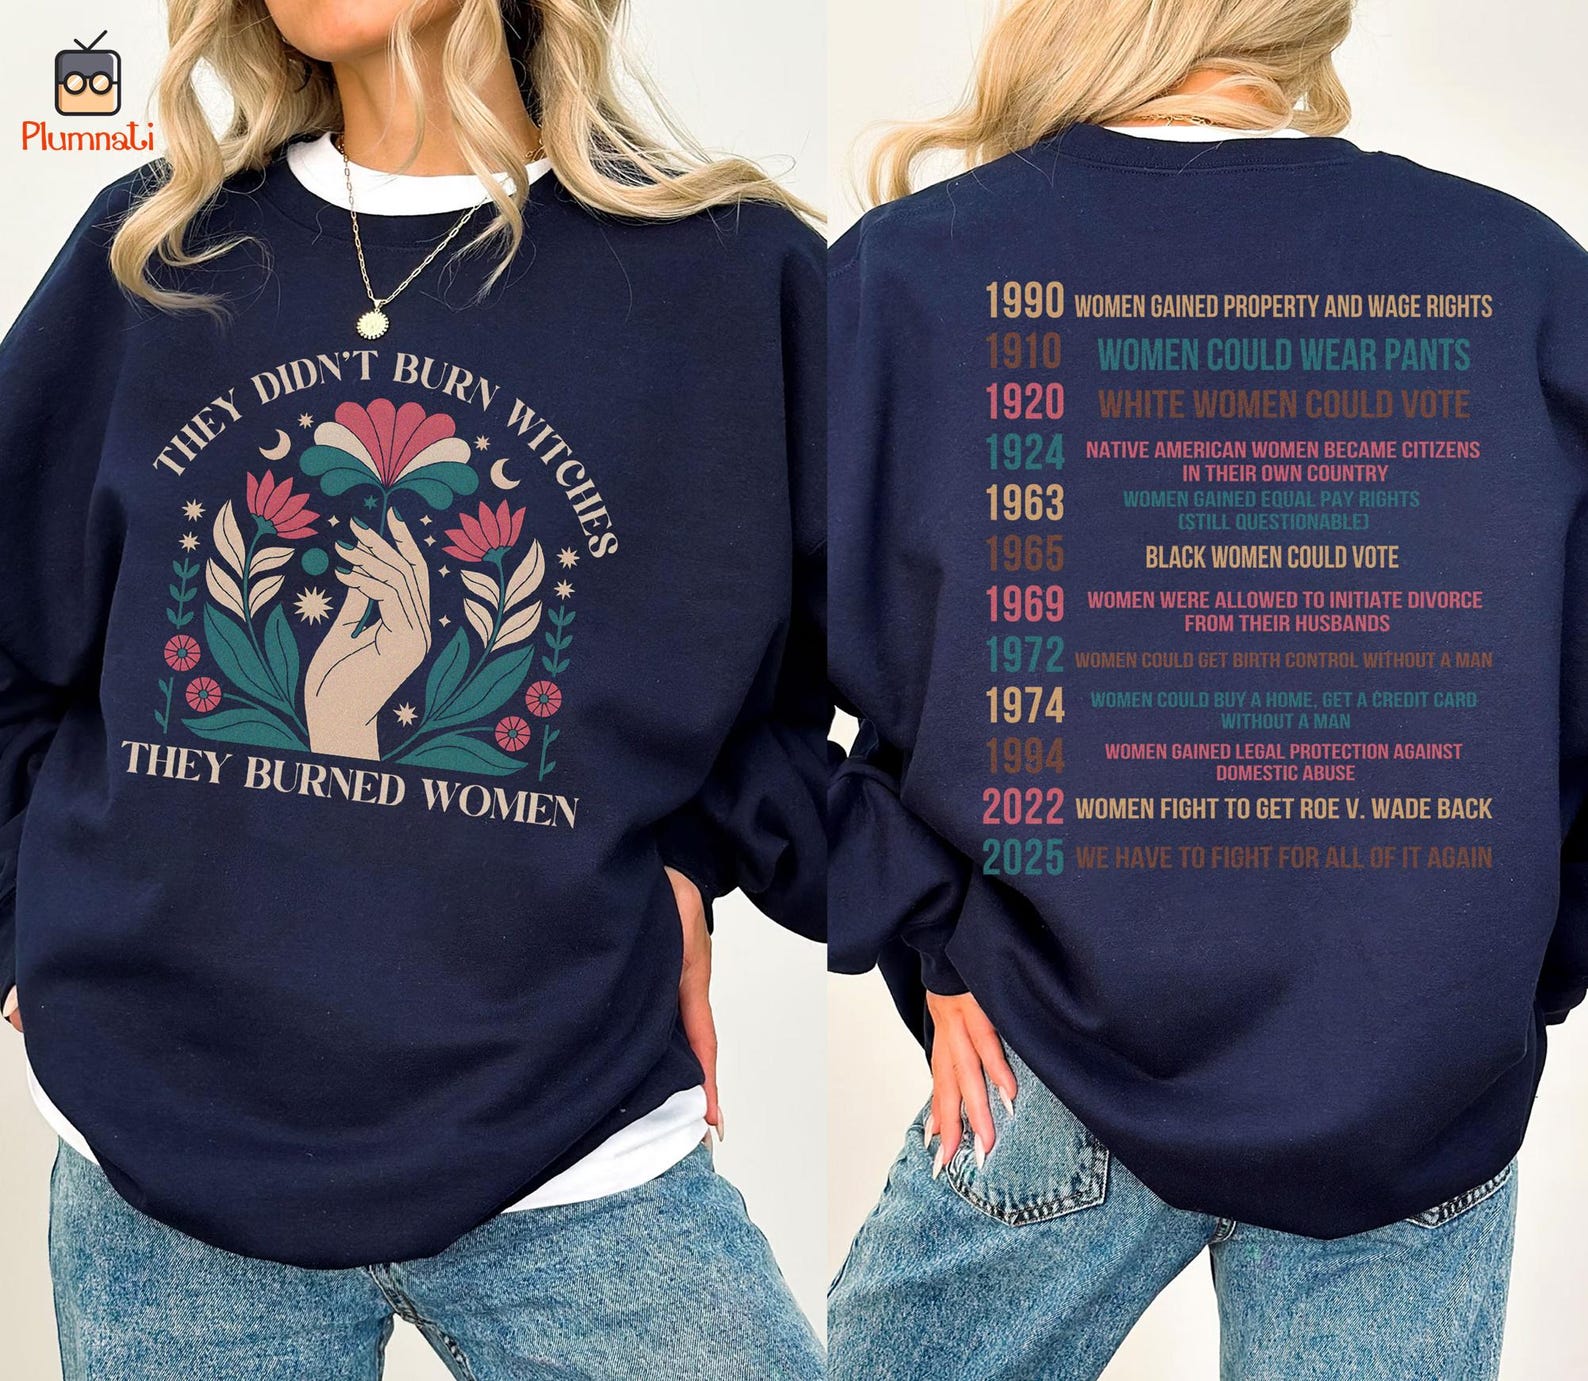 Plumnati
THEY DIDN'T BURN WITCHES
THEY BURNED WOMEN
1990 WOMEN GAINED PROPERTY AND WAGE RIGHTS
1910 WOMEN COULD WEAR PANTS
1920 WHITE WOMEN COULD VOTE
1924 NATIVE AMERICAN WOMEN BECAME CITIZENS
IN THEIR OWN COUNTRY
1963 WOMEN GAINED EQUAL PAY RIGHTS
(STILL QUESTIONABLE)
1965 BLACK WOMEN COULD VOTE
1969 WOMEN WERE ALLOWED TO INITIATE DIVORCE
FROM THEIR HUSBANDS
1972 WOMEN COULD GET BIRTH CONTROL WITHOUT A MAN
1974 WOMEN COULD BUY A HOME, GET A CREDIT CARD
WITHOUT A MAN
1994 WOMEN GAINED LEGAL PROTECTION AGAINST
DOMESTIC ABUSE
2022 WOMEN FIGHT TO GET ROE V. WADE BACK
2025 WE HAVE TO FIGHT FOR ALL OF IT AGAIN